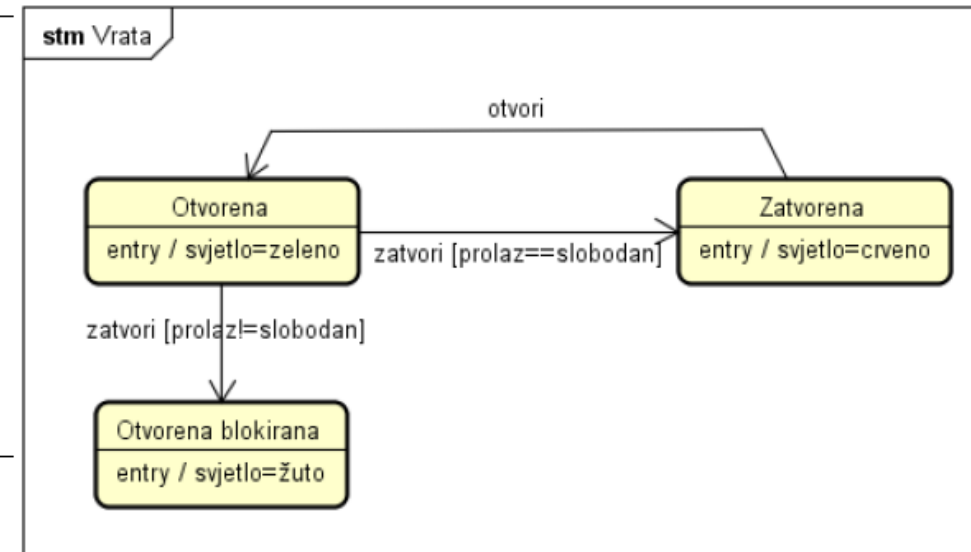 stm Vrata
otvori
Otvorena
entry / svjetlo=zeleno
zatvori [prolaz==slobodan]
Zatvorena
entry / svjetlo=crveno
zatvori [prolaz!=slobodan]
Otvorena blokirana
entry / svjetlo=žuto